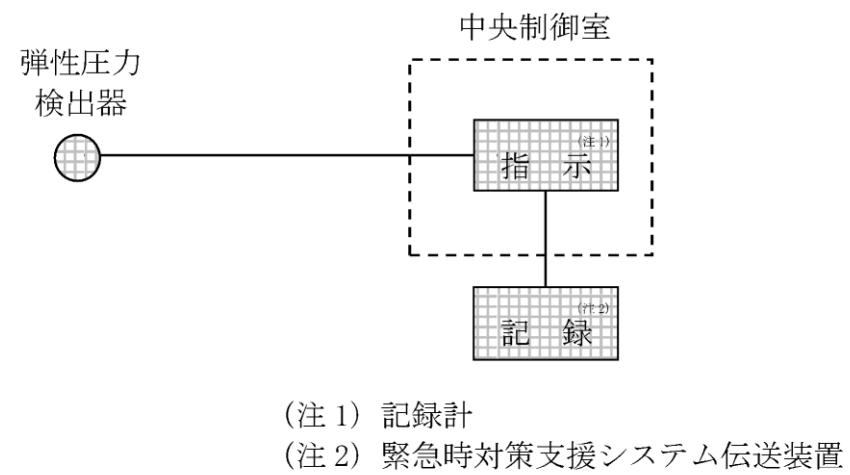 中央制御室
弾性圧力
検出器
指 示 (注1)
記 録 (注2)
(注 1) 記録計
(注 2) 緊急時対策支援システム伝送装置